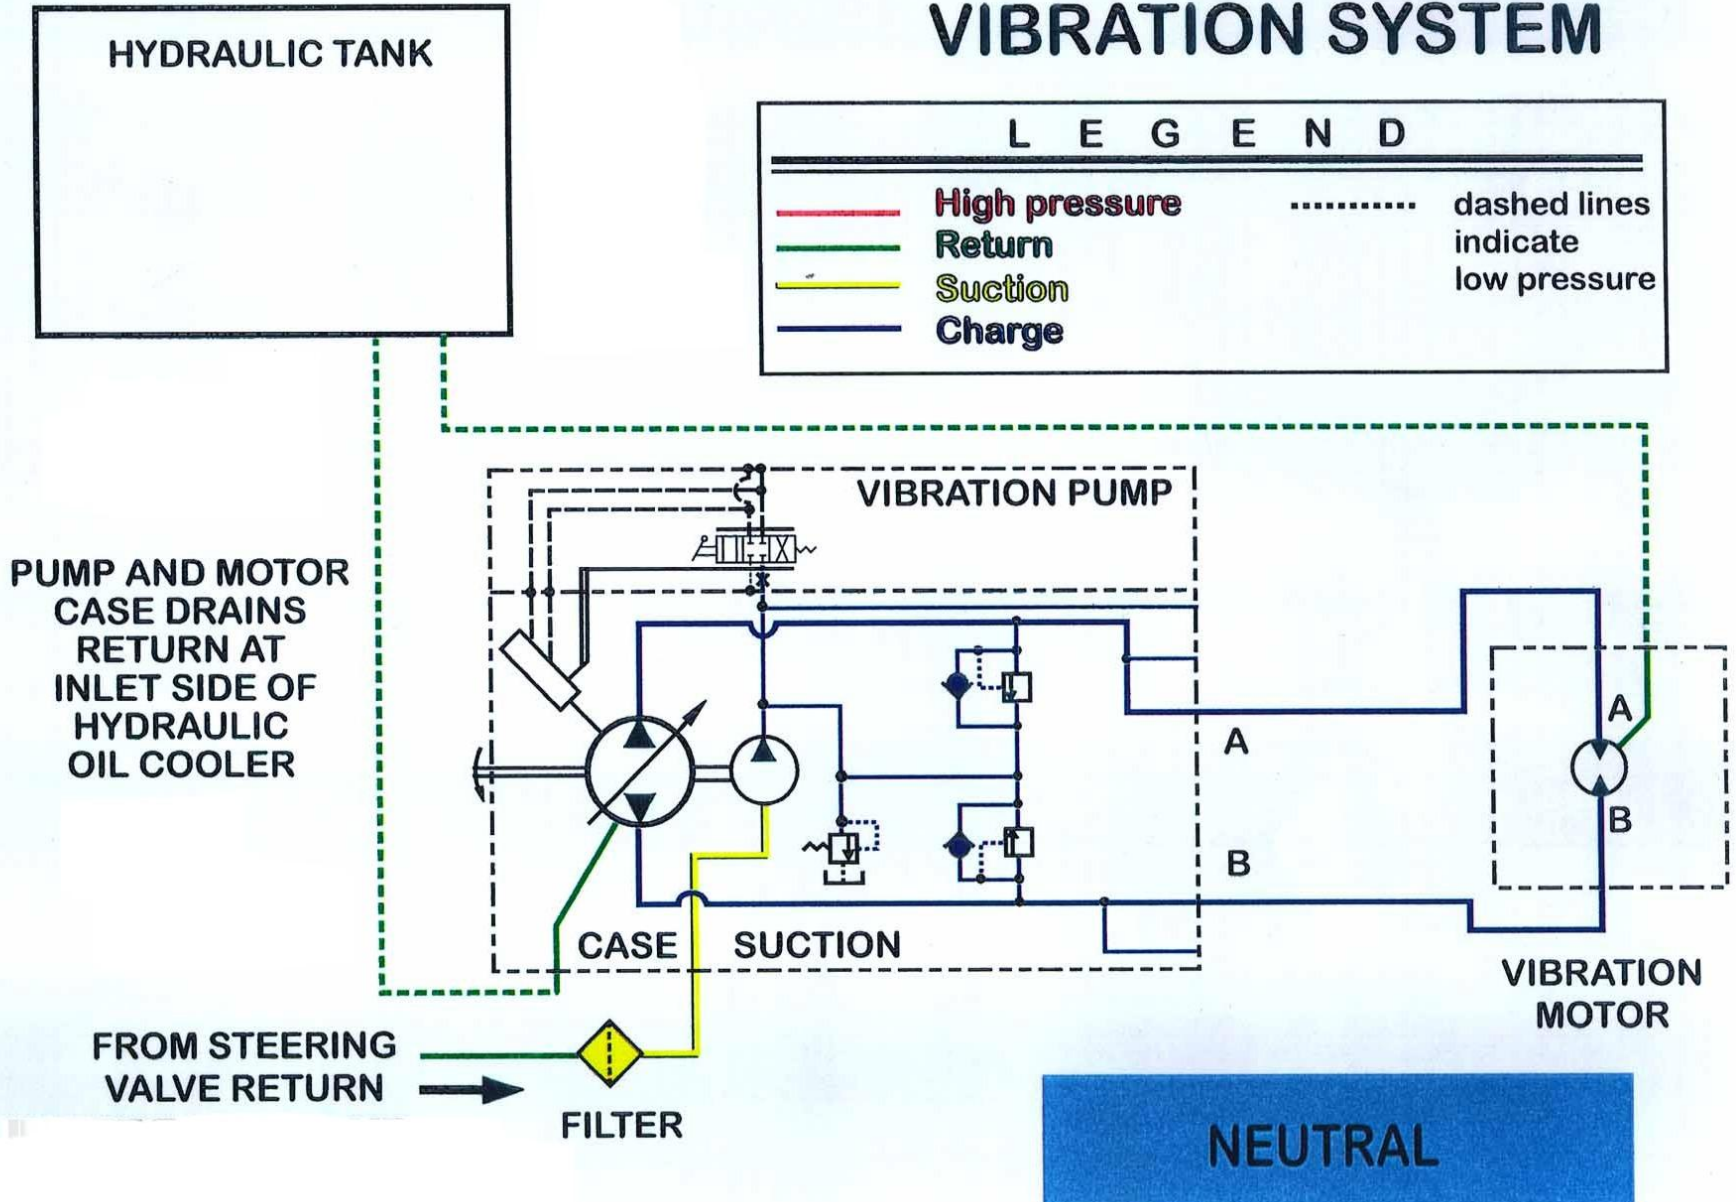 VIBRATION SYSTEM
HYDRAULIC TANK
L E G E N D
High pressure
Return
Suction
Charge
dashed lines
indicate
low pressure
VIBRATION PUMP
PUMP AND MOTOR
CASE DRAINS
RETURN AT
INLET SIDE OF
HYDRAULIC
OIL COOLER
A
B
A
B
CASE
SUCTION
VIBRATION
MOTOR
FROM STEERING
VALVE RETURN
FILTER
NEUTRAL